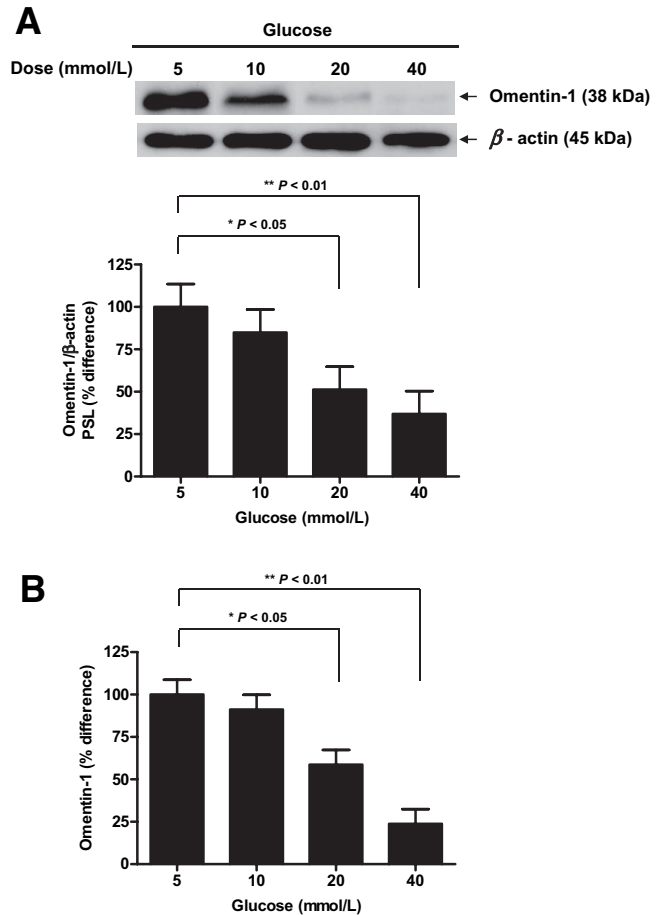 A
Glucose
Dose (mmol/L) 5 10 20 40
Omentin-1 (38 kDa)
β - actin (45 kDa)
** P < 0.01
* P < 0.05
Omentin-1/β-actin
PSL (% difference)
125
100
75
50
25
0
5 10 20 40
Glucose (mmol/L)
B
** P < 0.01
* P < 0.05
Omentin-1 (% difference)
125
100
75
50
25
0
5 10 20 40
Glucose (mmol/L)